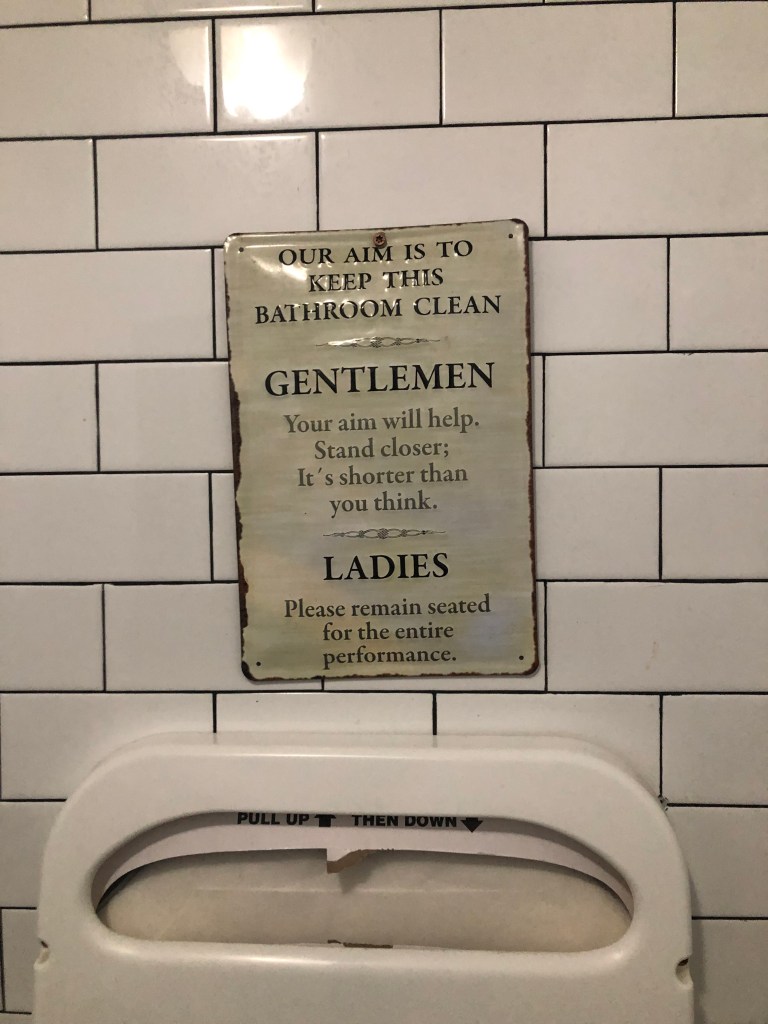 OUR AIM IS TO
KEEP THIS
BATHROOM CLEAN
GENTLEMEN
Your aim will help.
Stand closer;
It´s shorter than
you think.
LADIES
Please remain seated
for the entire
performance.
PULL UP THEN DOWN